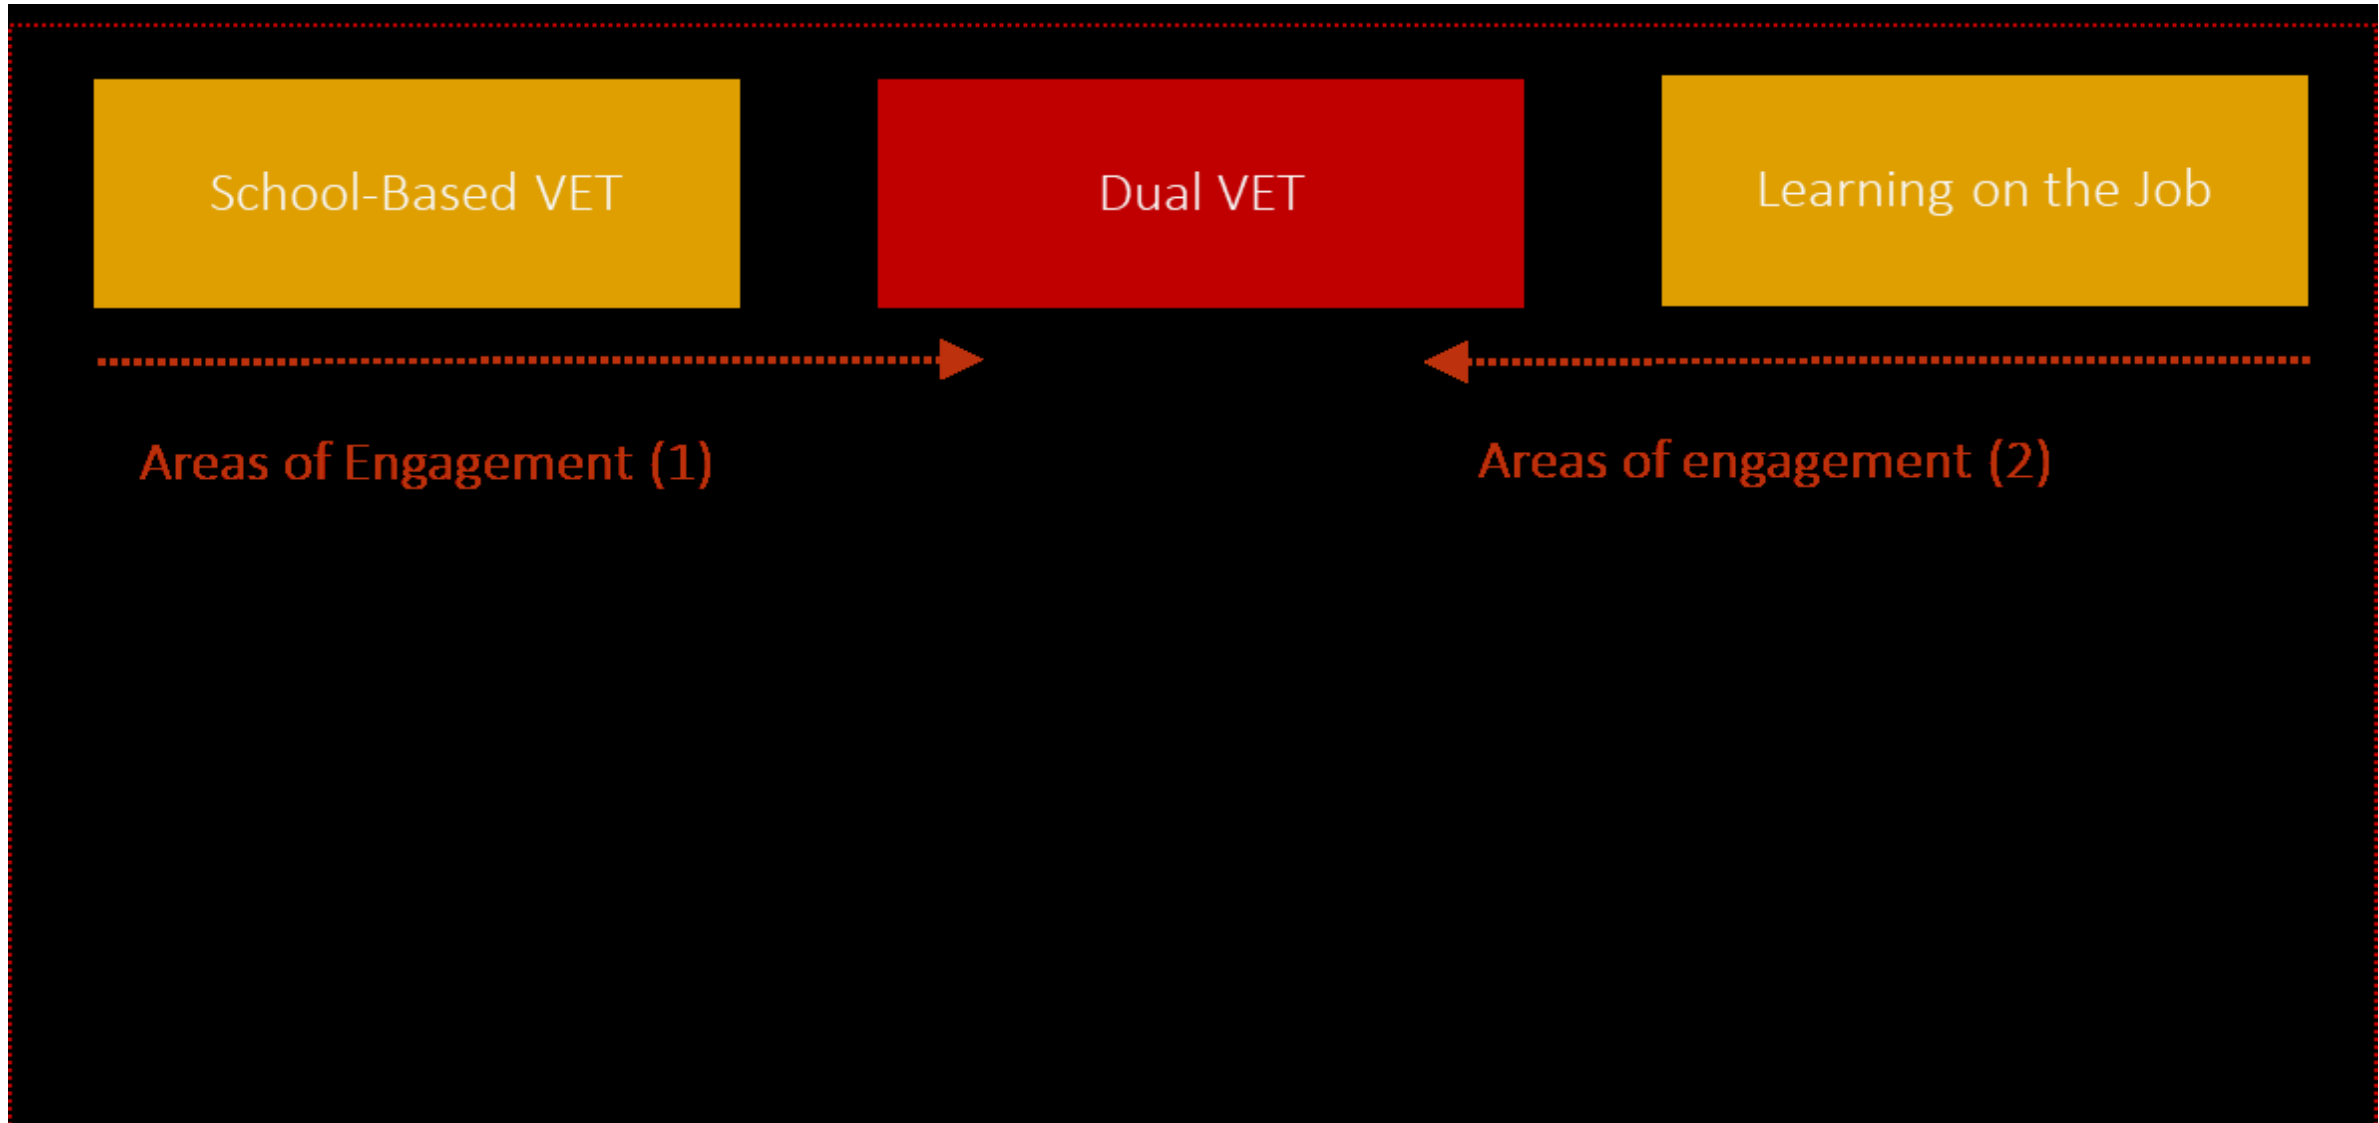 School-Based VET
Dual VET
Learning on the Job
Areas of Engagement (1)
Areas of engagement (2)